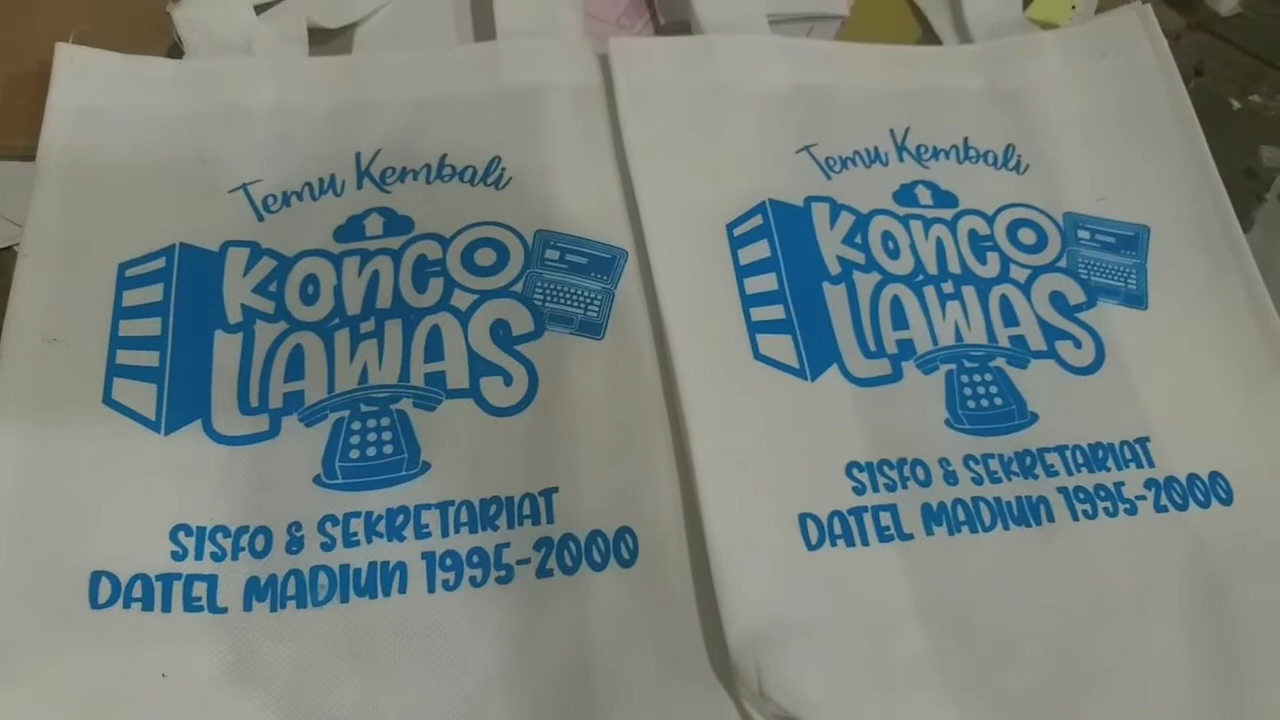 Temu Kembali
KONCO
LAWAS
SISFO & SEKRETARIAT
DATEL MADIUN 1995-2000
Temu Kembali
KONCO
LAWAS
SISFO & SEKRETARIAT
DATEL MADIUN 1995-2000